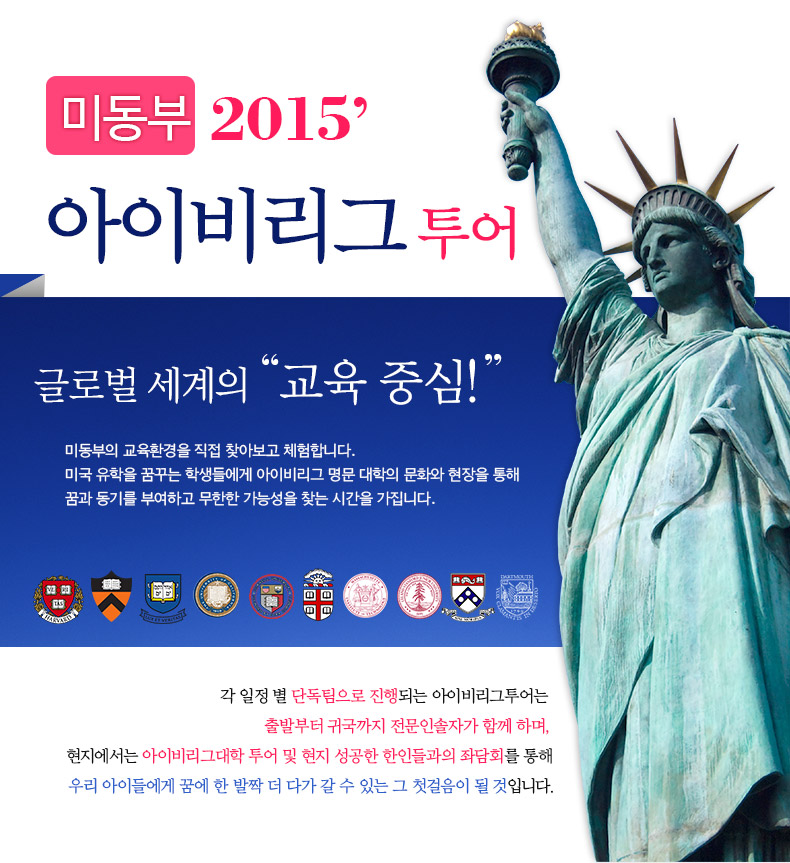 미동부 2015’
아이비리그 투어
글로벌 세계의 “교육 중심!”
미동부의 교육환경을 직접 찾아보고 체험합니다.
미국 유학을 꿈꾸는 학생들에게 아이비리그 명문 대학의 문화와 현장을 통해
꿈과 동기를 부여하고 무한한 가능성을 찾는 시간을 가집니다.
VE RI TAS
HARVARD
DARTMOUTH
각 일정 별 단독팀으로 진행되는 아이비리그투어는
출발부터 귀국까지 전문인솔자가 함께 하며,
현지에서는 아이비리그대학 투어 및 현지 성공한 한인들과의 좌담회를 통해
우리 아이들에게 꿈에 한 발짝 더 다가 갈 수 있는 그 첫걸음이 될 것입니다.